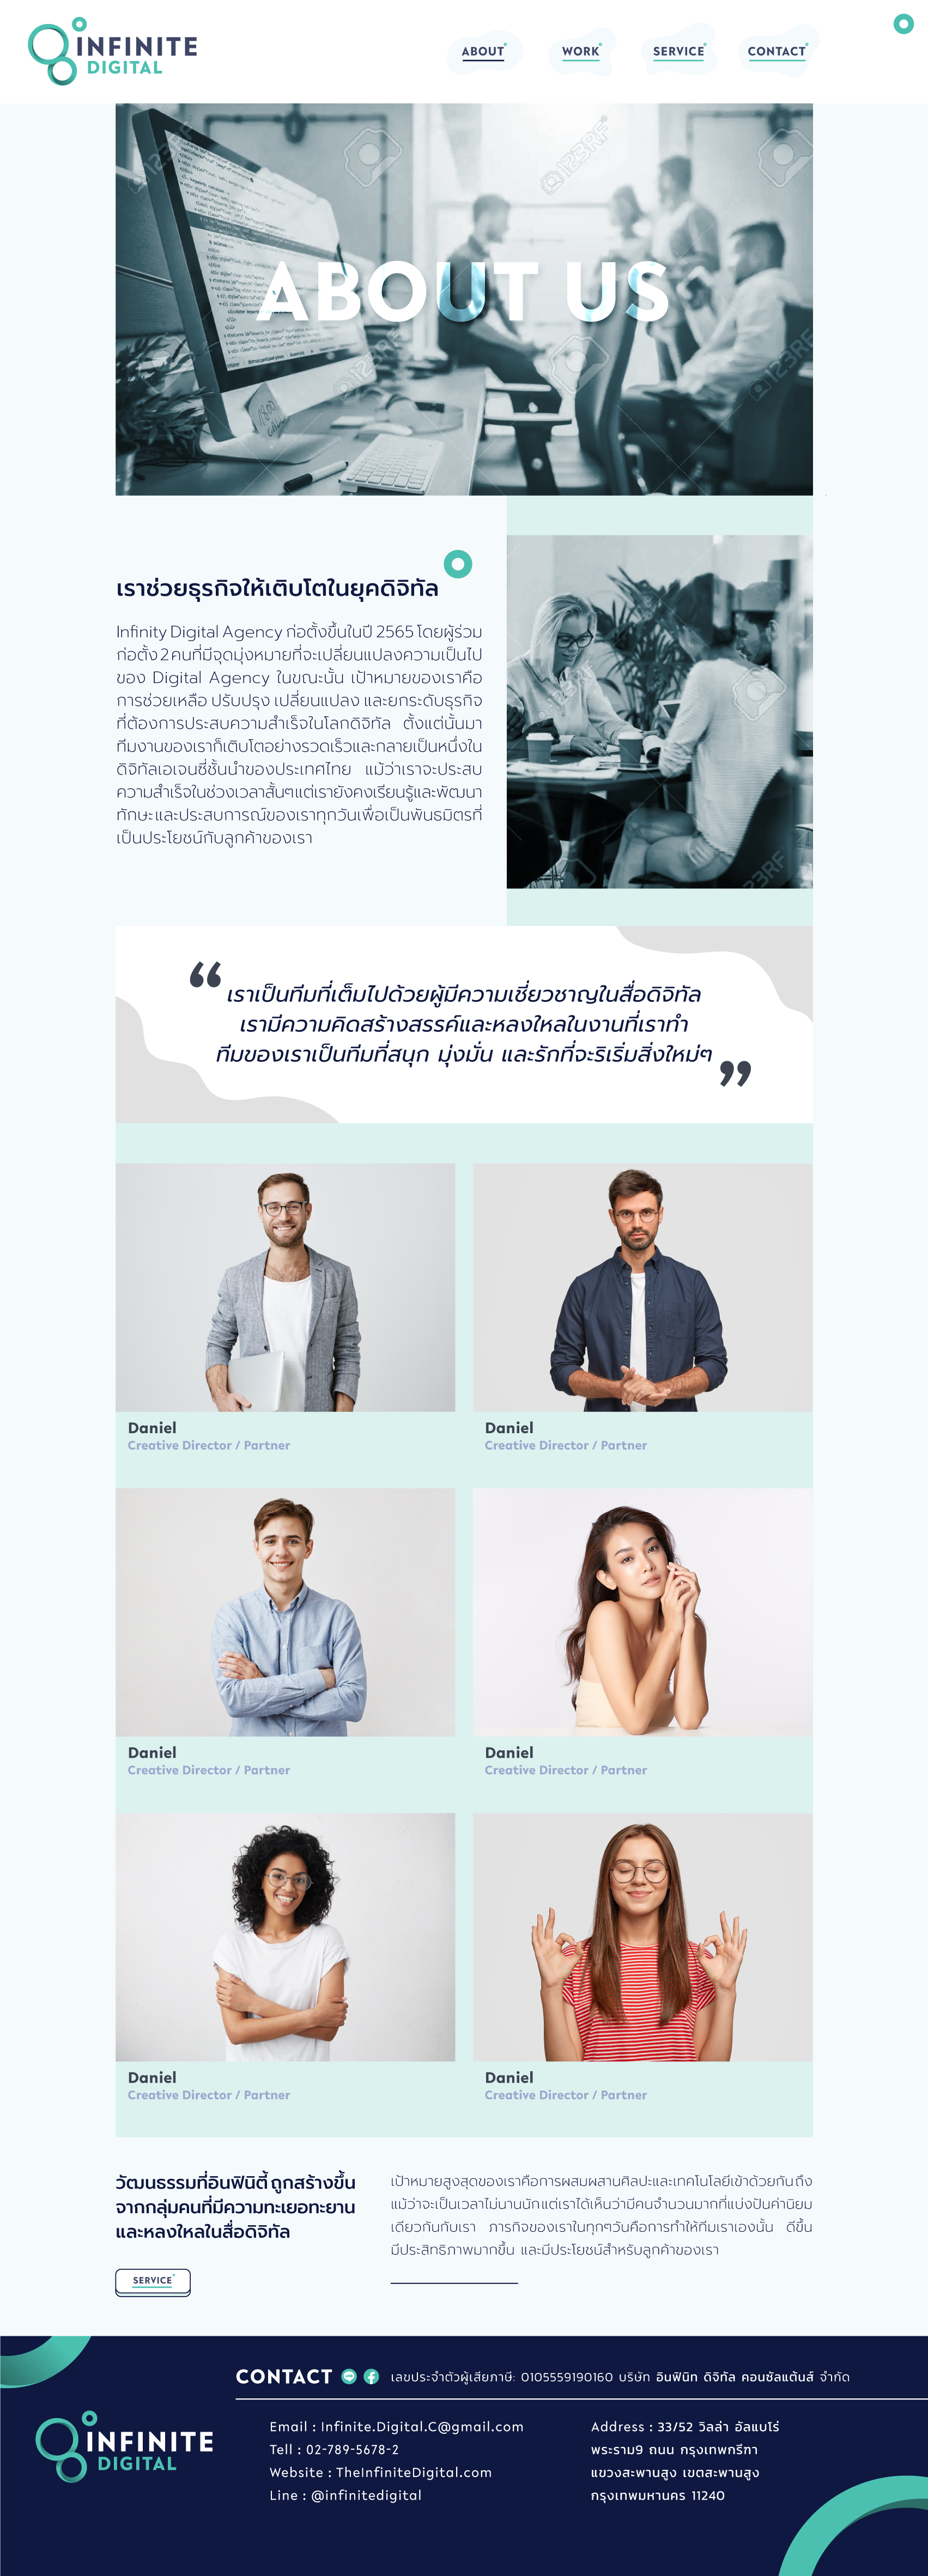 INFINITE
DIGITAL
ABOUT
WORK
SERVICE
CONTACT
ABOUT US
เราช่วยธุรกิจให้เติบโตในยุคดิจิทัล
Infinity Digital Agency ก่อตั้งขึ้นในปี 2565 โดยผู้ร่วม
ก่อตั้ง 2 คนที่มีจุดมุ่งหมายที่จะเปลี่ยนแปลงความเป็นไป
ของ Digital Agency ในขณะนั้น เป้าหมายของเราคือ
การช่วยเหลือ ปรับปรุง เปลี่ยนแปลง และยกระดับธุรกิจ
ที่ต้องการประสบความสำเร็จในโลกดิจิทัล ตั้งแต่นั้นมา
ทีมงานของเราก็เติบโตอย่างรวดเร็วและกลายเป็นหนึ่งใน
ดิจิทัลเอเจนซี่ชั้นนำของประเทศไทย แม้ว่าเราจะประสบ
ความสำเร็จในช่วงเวลาสั้นๆแต่เรายังคงเรียนรู้และพัฒนา
ทักษะและประสบการณ์ของเราทุกวันเพื่อเป็นพันธมิตรที่
เป็นประโยชน์กับลูกค้าของเรา
“ เราเป็นทีมที่เต็มไปด้วยผู้มีความเชี่ยวชาญในสื่อดิจิทัล
เรามีความคิดสร้างสรรค์และหลงใหลในงานที่เราทำ
ทีมของเราเป็นทีมที่สนุก มุ่งมั่น และรักที่จะริเริ่มสิ่งใหม่ๆ ”
Daniel
Creative Director / Partner
Daniel
Creative Director / Partner
Daniel
Creative Director / Partner
Daniel
Creative Director / Partner
Daniel
Creative Director / Partner
Daniel
Creative Director / Partner
วัฒนธรรมที่อินฟินิตี้ ถูกสร้างขึ้น
จากกลุ่มคนที่มีความทะเยอทะยาน
และหลงใหลในสื่อดิจิทัล
SERVICE
เป้าหมายสูงสุดของเราคือการผสมผสานศิลปะและเทคโนโลยีเข้าด้วยกัน ถึง
แม้ว่าจะเป็นเวลาไม่นานนักแต่เราได้เห็นว่ามีคนจำนวนมากที่แบ่งปันค่านิยม
เดียวกันกับเรา ภารกิจของเราในทุกๆวันคือการทำให้ทีมเราเองนั้น ดีขึ้น
มีประสิทธิภาพมากขึ้น และมีประโยชน์สำหรับลูกค้าของเรา
CONTACT เลขประจำตัวผู้เสียภาษี: 0105559190160 บริษัท อินฟินิท ดิจิทัล คอนซัลแต้นส์ จำกัด
INFINITE
DIGITAL
Email : Infinite.Digital.C@gmail.com
Tell : 02-789-5678-2
Website : TheInfiniteDigital.com
Line : @infinitedigital
Address : 33/52 วิลล่า อัลแบโร่
พระราม9 ถนน กรุงเทพกรีฑา
แขวงสะพานสูง เขตสะพานสูง
กรุงเทพมหานคร 11240